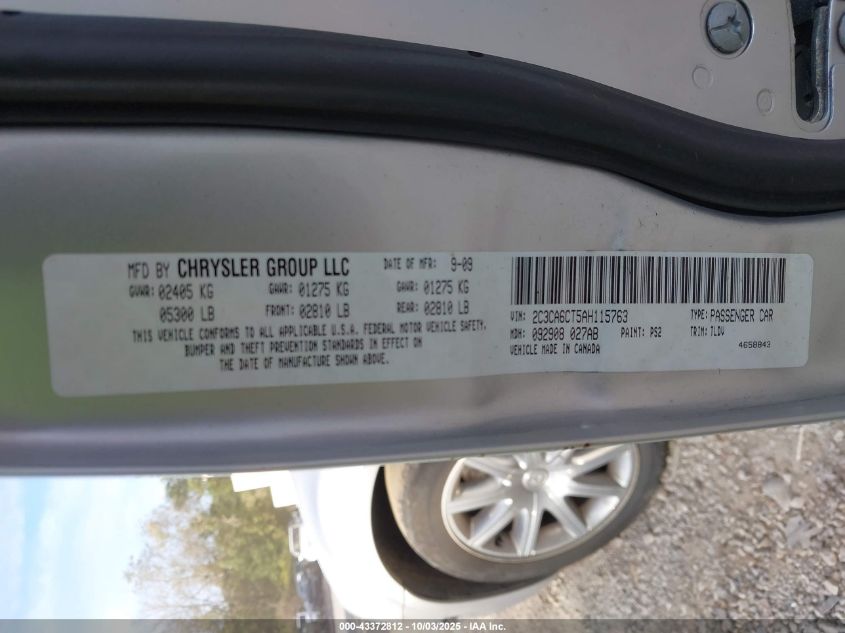 MFD BY CHRYSLER GROUP LLC DATE OF MFR: 9-09
GVWR: 02405 KG GAWR: 01275 KG GAWR: 01275 KG
05300 LB FRONT: 02810 LB REAR: 02810 LB
THIS VEHICLE CONFORMS TO ALL APPLICABLE U.S.A. FEDERAL MOTOR VEHICLE SAFETY,
BUMPER AND THEFT PREVENTION STANDARDS IN EFFECT ON
THE DATE OF MANUFACTURE SHOWN ABOVE.
VIN: 2C3CA6CT5AH115763 TYPE: PASSENGER CAR
MDH: 092908 027AB PAINT: PS2 TRIM: TLDV
VEHICLE MADE IN CANADA 4658843
000-43372812 - 10/03/2025 - IAA Inc.